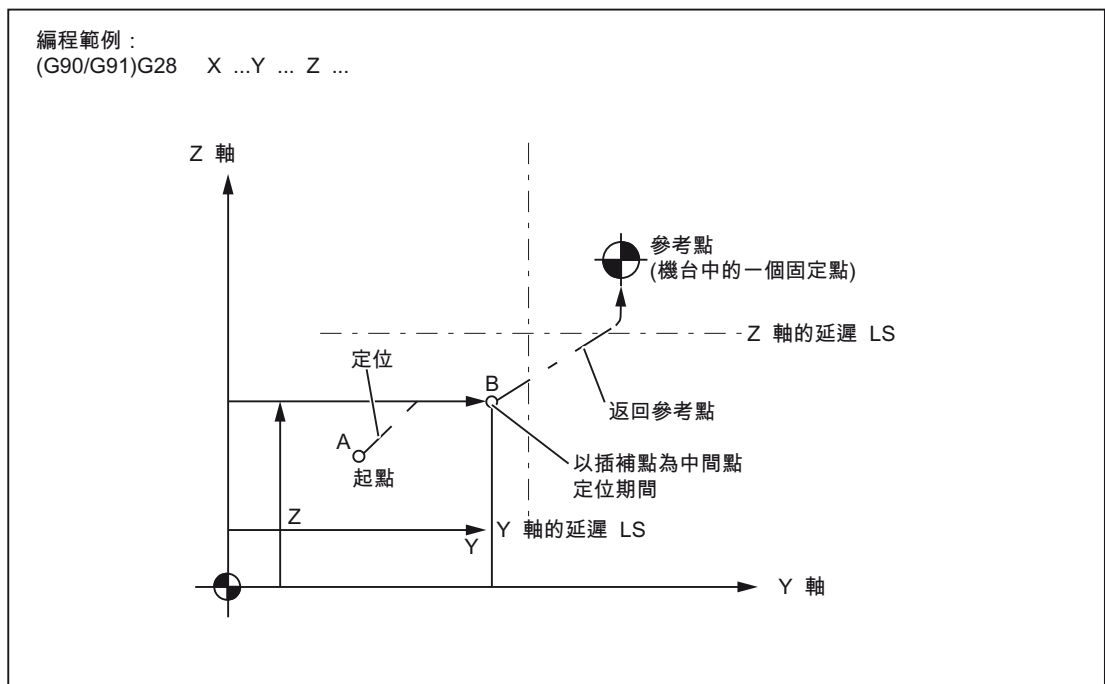 編程範例：
(G90/G91)G28 X ...Y ... Z ...
Z 軸
參考點
(機台中的一個固定點)
Z 軸的延遲 LS
定位
B
返回參考點
A
起點
以插補點為中間點
定位期間
Z
Y 軸的延遲 LS
Y
Y 軸